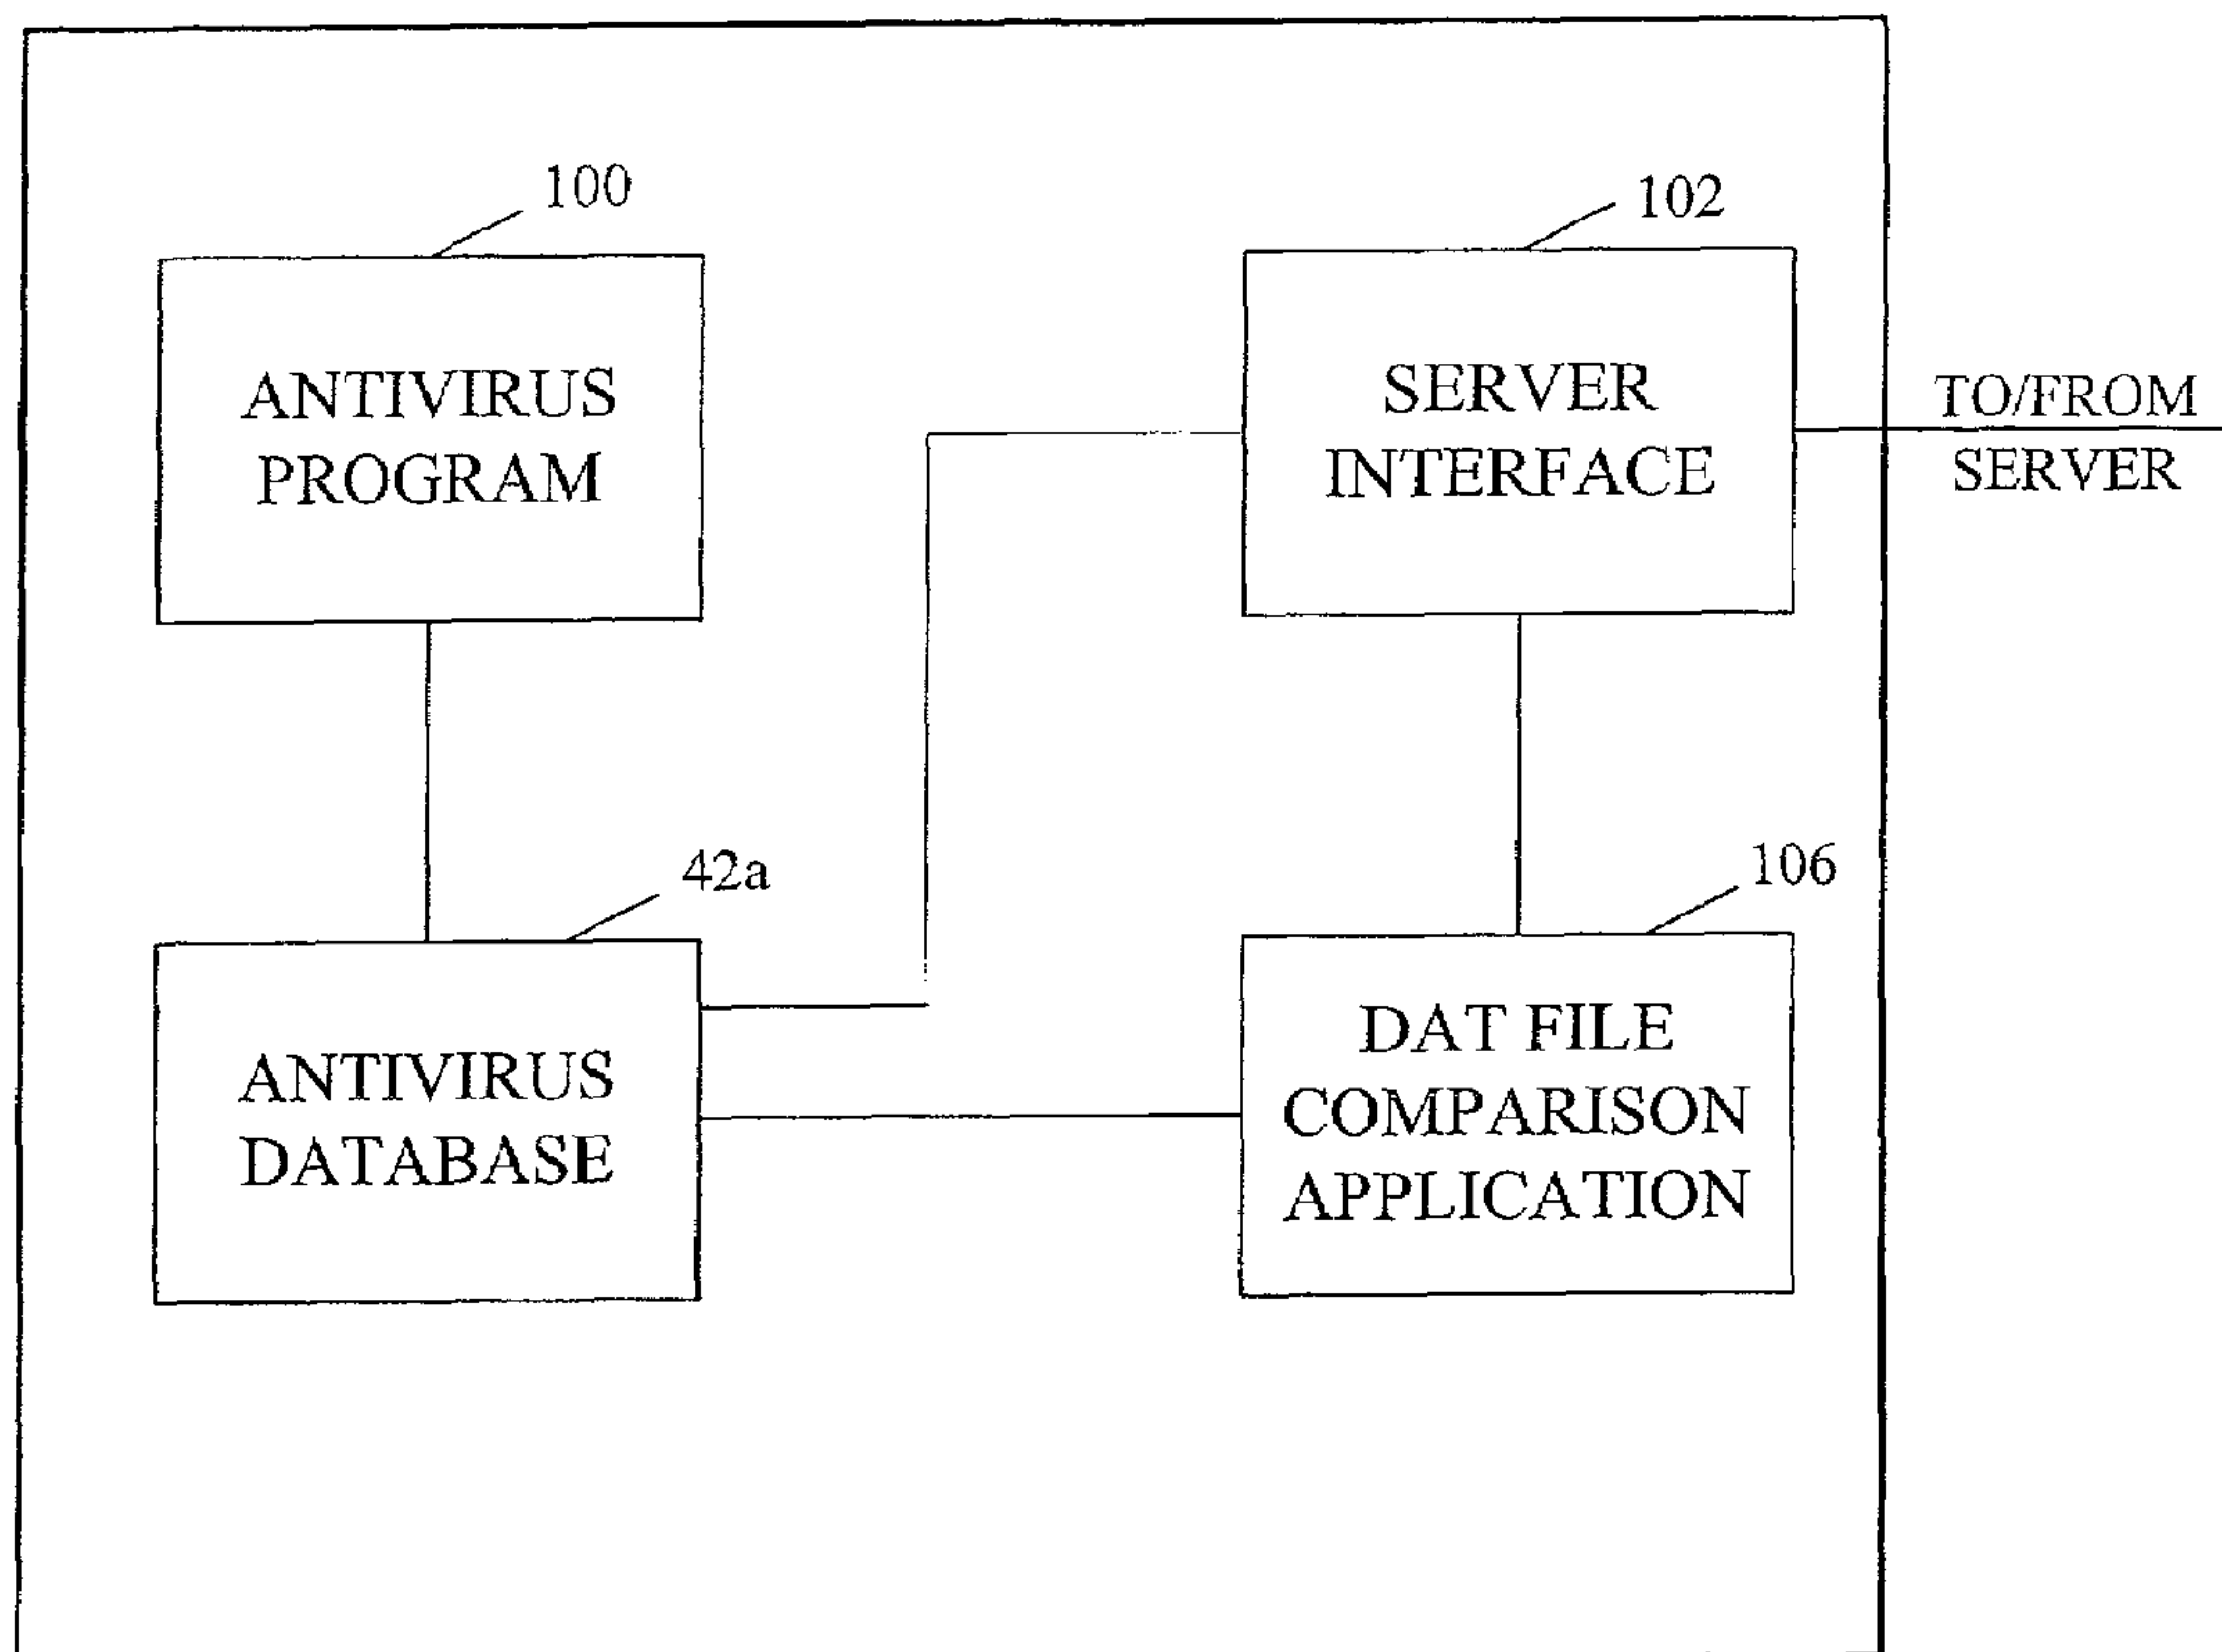 100
102
ANTIVIRUS
PROGRAM
SERVER
INTERFACE
TO/FROM
SERVER
42a
106
ANTIVIRUS
DATABASE
DAT FILE
COMPARISON
APPLICATION